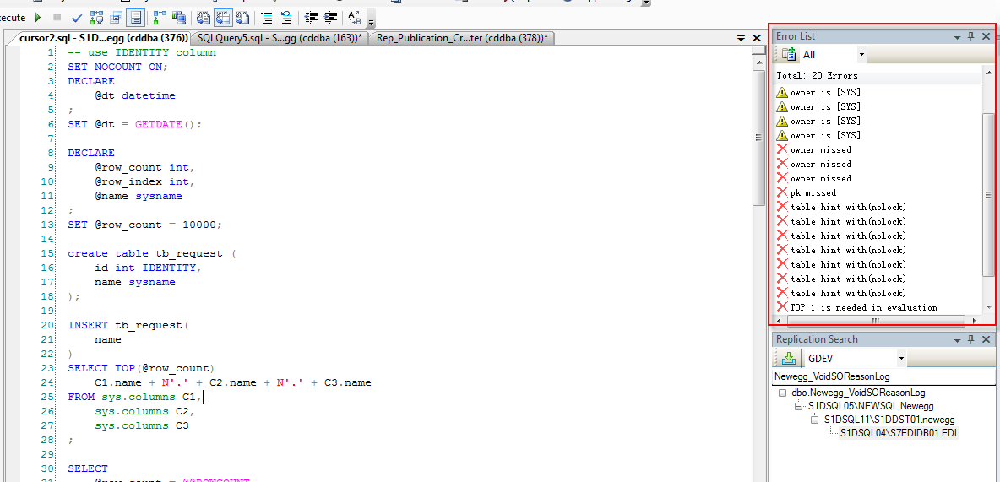 ecute
cursor2.sql - S1D...egg (cddba (376))
SQLQuery5.sql - S...gg (cddba (163))*
Rep_Publication_Cr...ter (cddba (378))*
1 -- use IDENTITY column
2 SET NOCOUNT ON;
3 DECLARE
4 @dt datetime
5 ;
6 SET @dt = GETDATE();
7
8 DECLARE
9 @row_count int,
10 @row_index int,
11 @name sysname
12 ;
13 SET @row_count = 10000;
14
15 create table tb_request (
16 id int IDENTITY,
17 name sysname
18 );
19
20 INSERT tb_request(
21 name
22 )
23 SELECT TOP(@row_count)
24 C1.name + N'.' + C2.name + N'.' + C3.name
25 FROM sys.columns C1,
26 sys.columns C2,
27 sys.columns C3
28 ;
29
30 SELECT
31 @row_count = @@ROWCOUNT
Error List
All
Total: 20 Errors
owner is [SYS]
owner is [SYS]
owner is [SYS]
owner is [SYS]
owner missed
owner missed
owner missed
pk missed
table hint with(nolock)
table hint with(nolock)
table hint with(nolock)
table hint with(nolock)
table hint with(nolock)
table hint with(nolock)
table hint with(nolock)
TOP 1 is needed in evaluation
Replication Search
GDEV
Newegg_VoidSOReasonLog
dbo.Newegg_VoidSOReasonLog
S1DSQL05\NEWSQL.Newegg
S1DSQL11\S1DDST01.newegg
S1DSQL04\S7EDIDB01.EDI